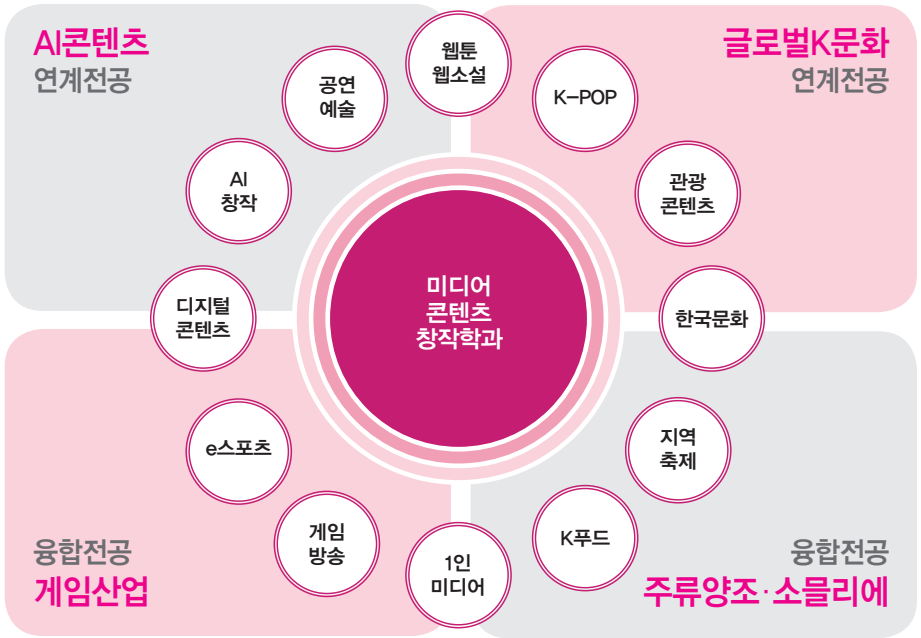 AI콘텐츠
연계전공
글로벌K문화
연계전공
웹툰
웹소설
공연
예술
K-POP
AI
창작
관광
콘텐츠
디지털
콘텐츠
미디어
콘텐츠
창작학과
한국문화
e스포츠
지역
축제
게임
방송
K푸드
1인
미디어
융합전공
게임산업
융합전공
주류양조·소믈리에